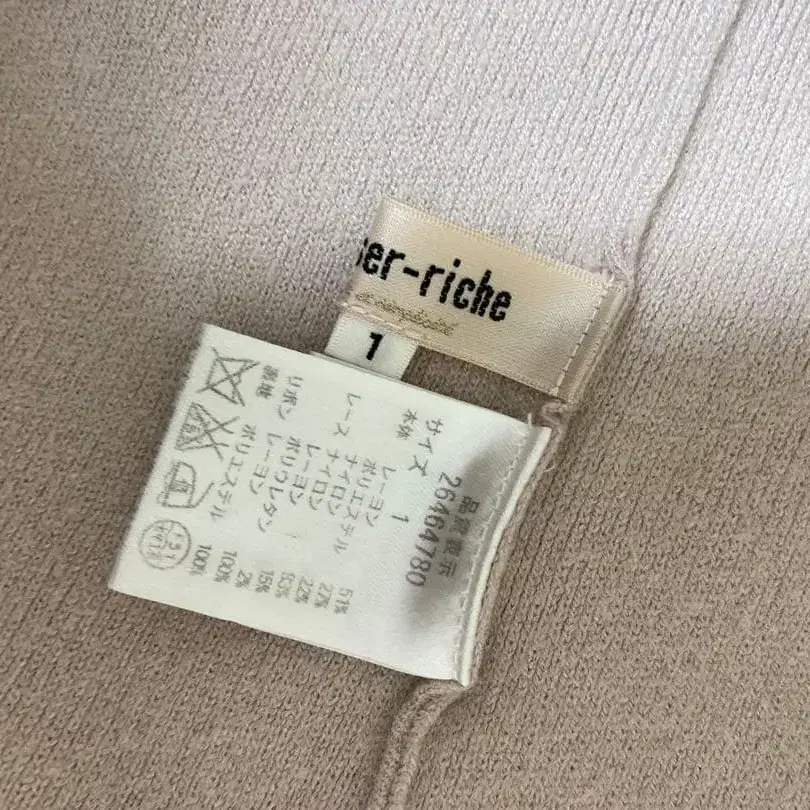 er-riche
1
品質表示
26464780
サイズ 1
本体 レーヨン 51%
ポリエステル 27%
ナイロン 22%
レース ナイロン 83%
レーヨン 15%
ポリウレタン 2%
リボン レーヨン 100%
裏地 ポリエステル 100%